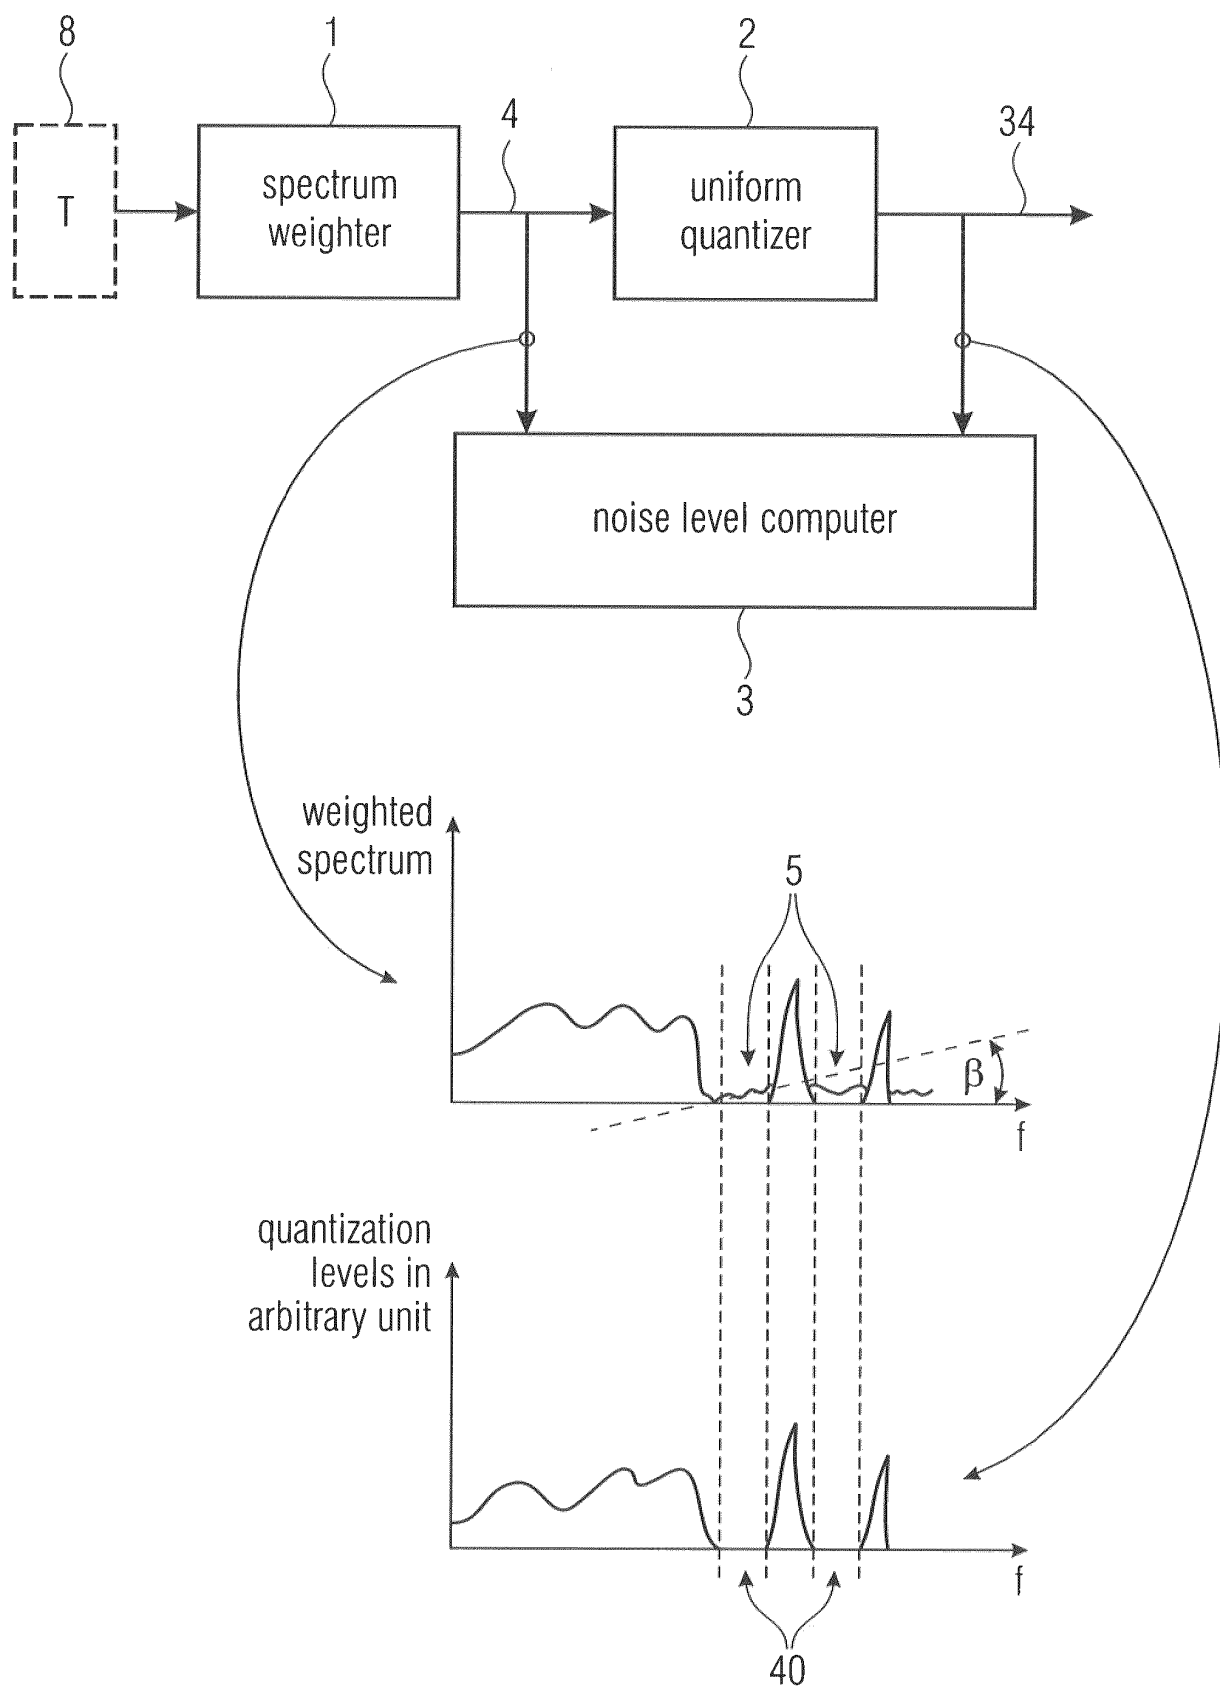 8
1
2
4
34
T
spectrum
weighter
uniform
quantizer
noise level computer
3
weighted
spectrum
5
β
f
quantization
levels in
arbitrary unit
f
40